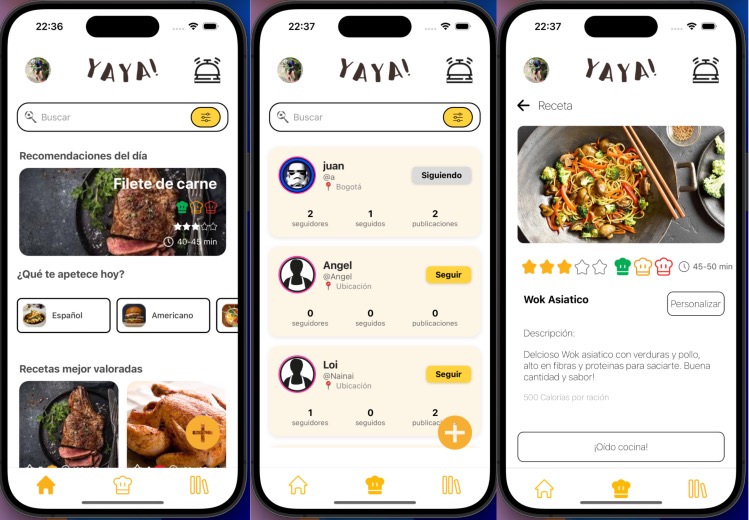 22:36
YAYA!
Buscar
Recomendaciones del día
Filete de carne
40-45 min
¿Qué te apetece hoy?
Español
Americano
Recetas mejor valoradas
22:37
YAYA!
Buscar
juan
@a
Bogotá
Siguiendo
2 1 2
seguidores seguidos publicaciones
Angel
@Angel
Ubicación
Seguir
0 0 0
seguidores seguidos publicaciones
Loi
@Nainai
Ubicación
Seguir
1 0 2
seguidores seguidos publicaciones
22:37
YAYA!
Receta
45-50 min
Wok Asiatico
Personalizar
Descripción:
Delcioso Wok asiatico con verduras y pollo,
alto en fibras y proteinas para saciarte. Buena
cantidad y sabor!
500 Calorias por ración
¡Oído cocina!